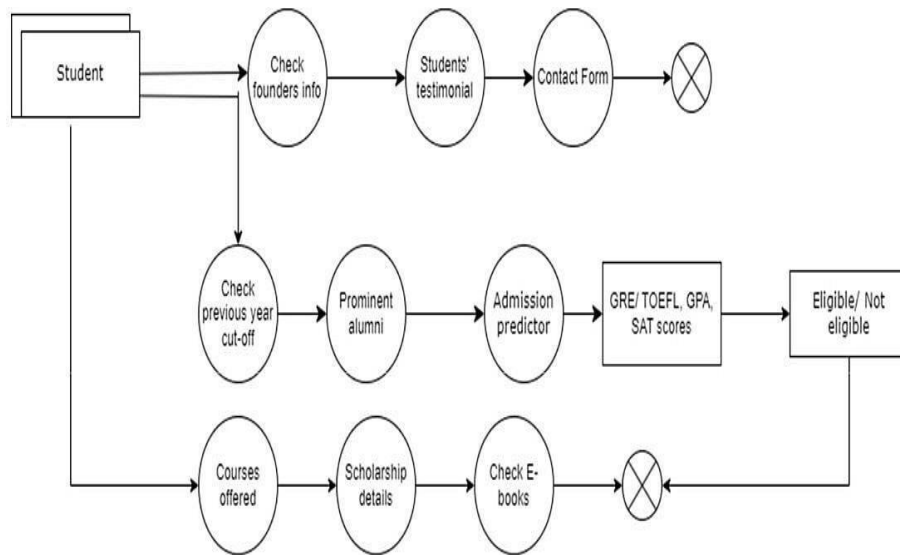 Student
Check
founders info
Students'
testimonial
Contact Form
Check
previous year
cut-off
Prominent
alumni
Admission
predictor
GRE/ TOEFL, GPA,
SAT scores
Eligible/ Not
eligible
Courses
offered
Scholarship
details
Check E-
books